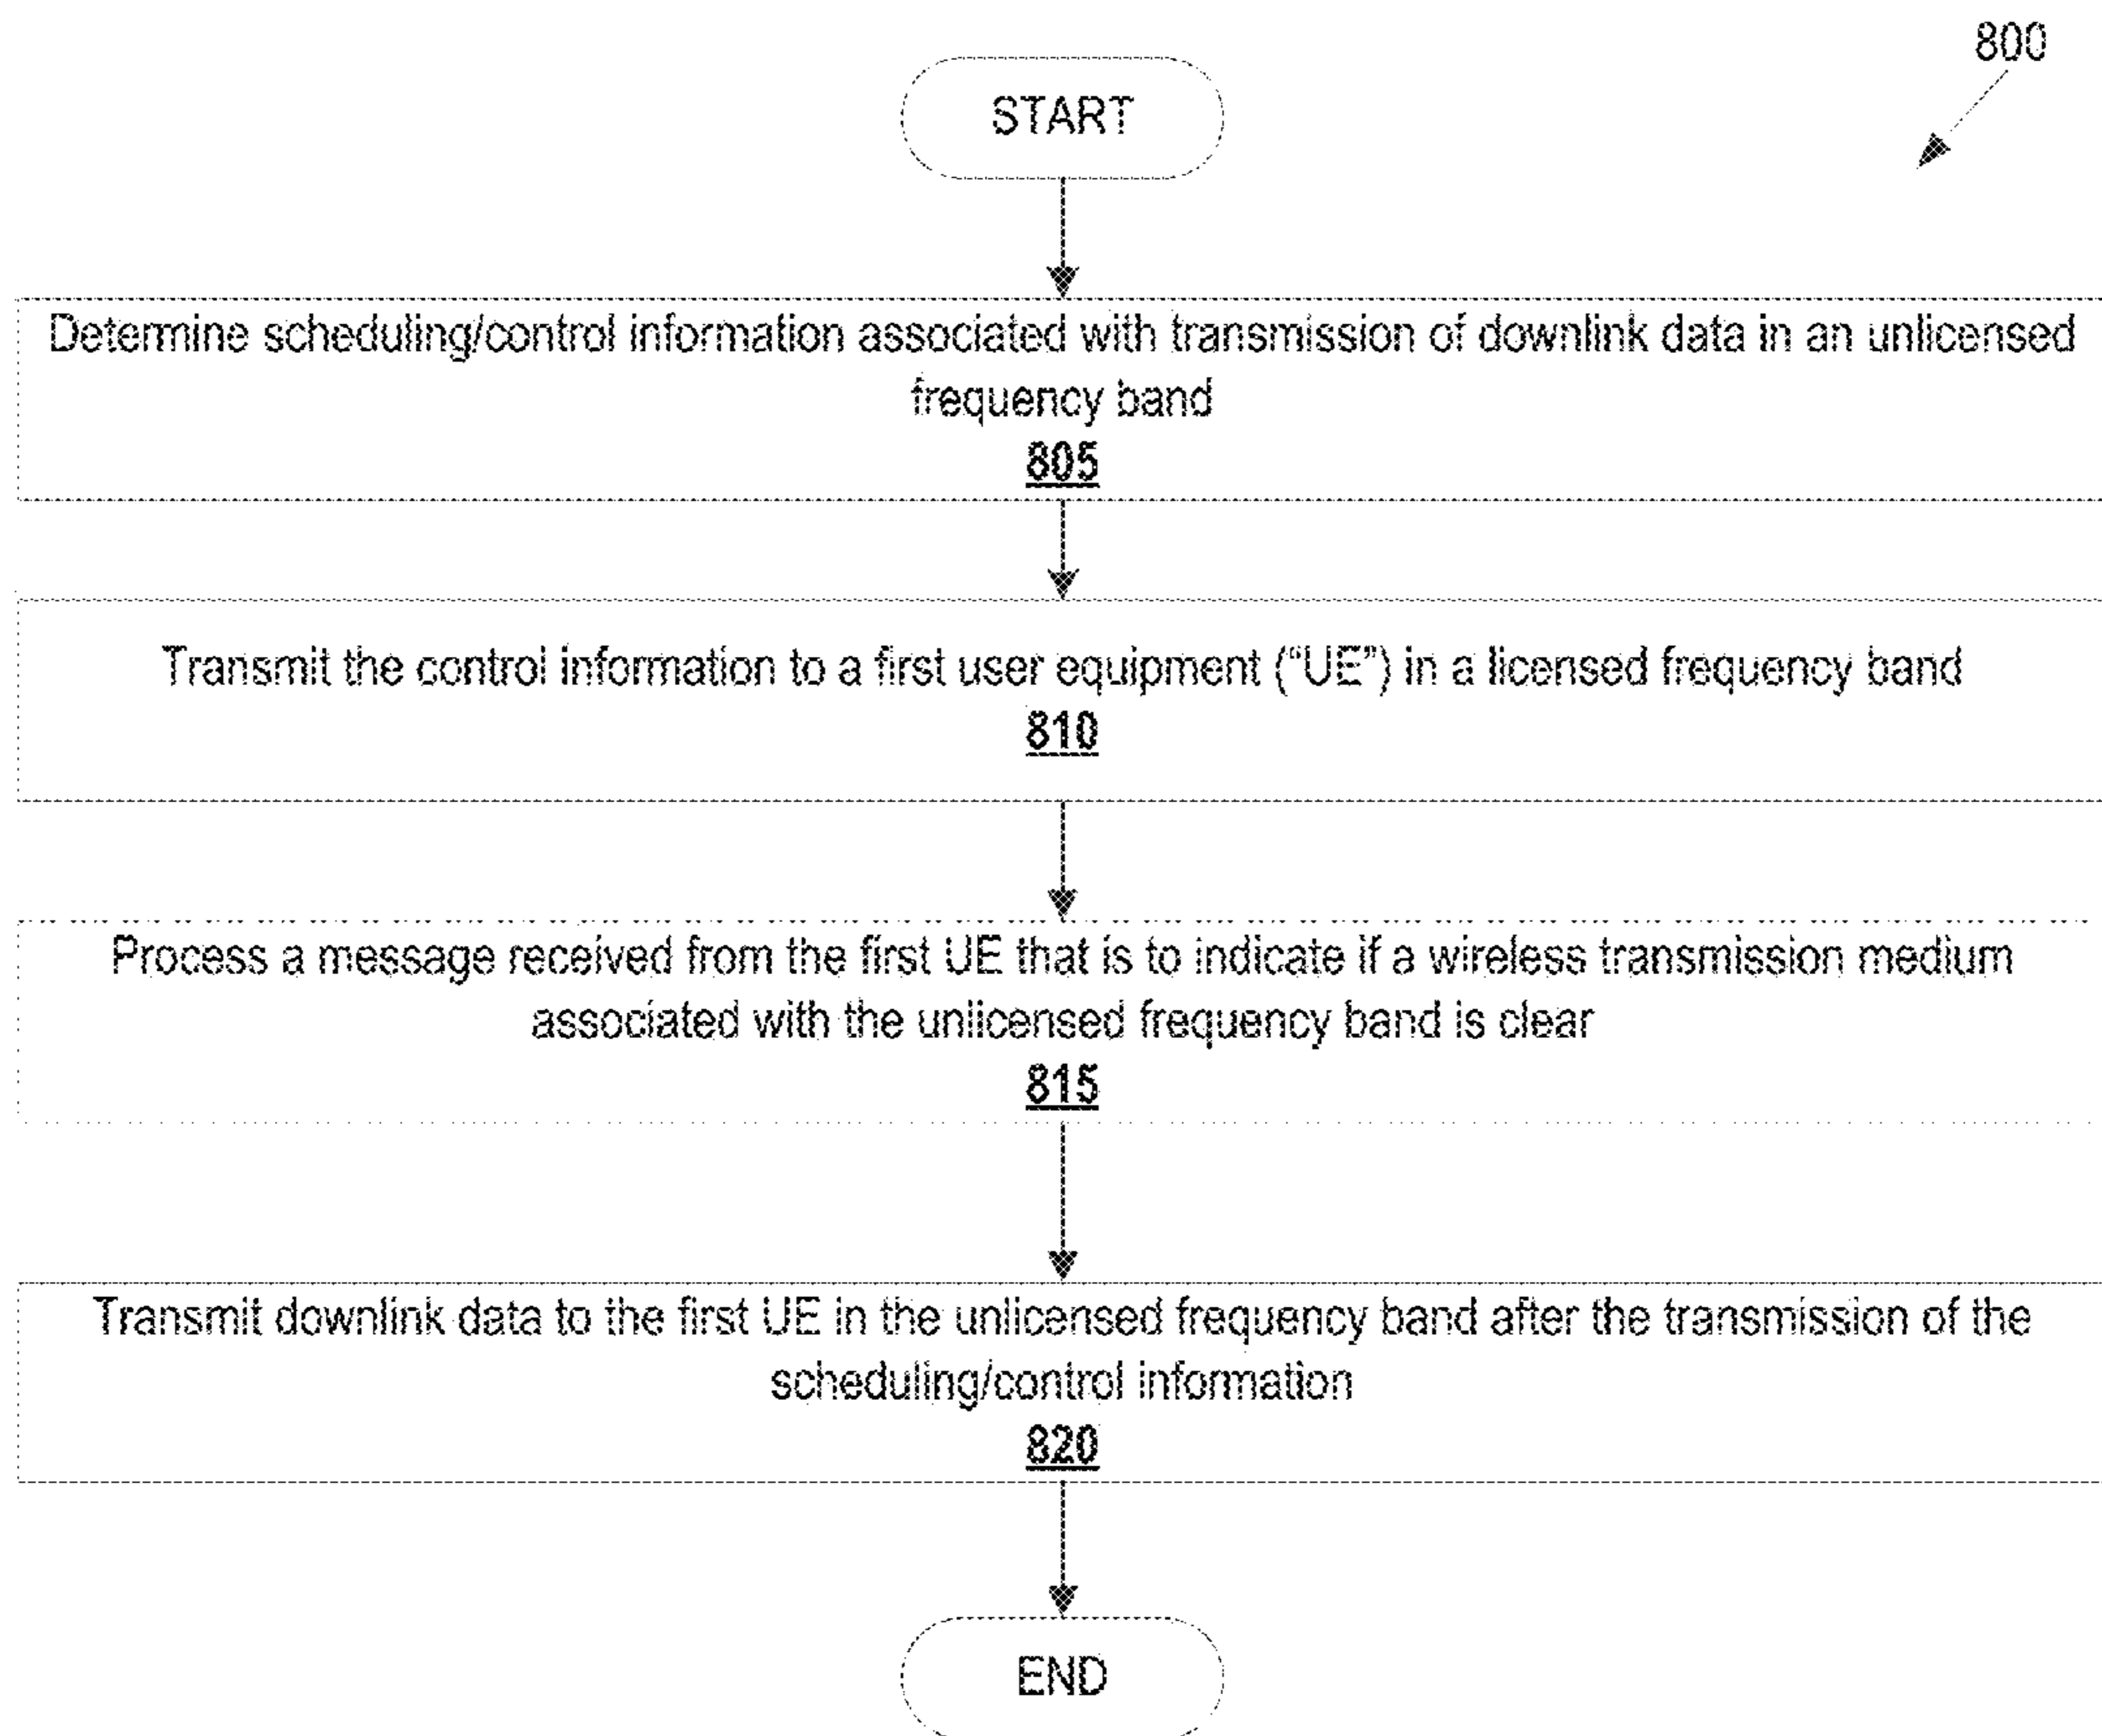 800
START
Determine scheduling/control information associated with transmission of downlink data in an unlicensed
frequency band
805
Transmit the control information to a first user equipment (“UE”) in a licensed frequency band
810
Process a message received from the first UE that is to indicate if a wireless transmission medium
associated with the unlicensed frequency band is clear
815
Transmit downlink data to the first UE in the unlicensed frequency band after the transmission of the
scheduling/control information
820
END